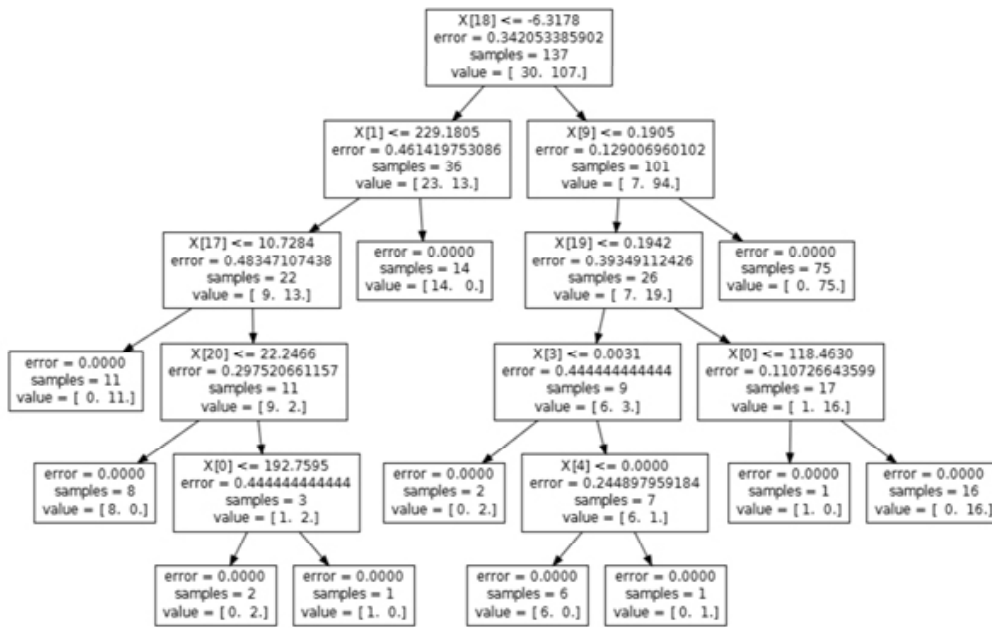 X[18] <= -6.3178
error = 0.342053385902
samples = 137
value = [ 30. 107.]
X[1] <= 229.1805
error = 0.461419753086
samples = 36
value = [ 23. 13.]
X[9] <= 0.1905
error = 0.129006960102
samples = 101
value = [ 7. 94.]
X[17] <= 10.7284
error = 0.48347107438
samples = 22
value = [ 9. 13.]
error = 0.0000
samples = 14
value = [14. 0.]
X[19] <= 0.1942
error = 0.39349112426
samples = 26
value = [ 7. 19.]
error = 0.0000
samples = 75
value = [ 0. 75.]
error = 0.0000
samples = 11
value = [ 0. 11.]
X[20] <= 22.2466
error = 0.297520661157
samples = 11
value = [9. 2.]
X[3] <= 0.0031
error = 0.444444444444
samples = 9
value = [6. 3.]
X[0] <= 118.4630
error = 0.110726643599
samples = 17
value = [ 1. 16.]
error = 0.0000
samples = 8
value = [8. 0.]
X[0] <= 192.7595
error = 0.444444444444
samples = 3
value = [1. 2.]
error = 0.0000
samples = 2
value = [0. 2.]
X[4] <= 0.0000
error = 0.244897959184
samples = 7
value = [6. 1.]
error = 0.0000
samples = 1
value = [1. 0.]
error = 0.0000
samples = 16
value = [ 0. 16.]
error = 0.0000
samples = 2
value = [0. 2.]
error = 0.0000
samples = 1
value = [1. 0.]
error = 0.0000
samples = 6
value = [6. 0.]
error = 0.0000
samples = 1
value = [0. 1.]